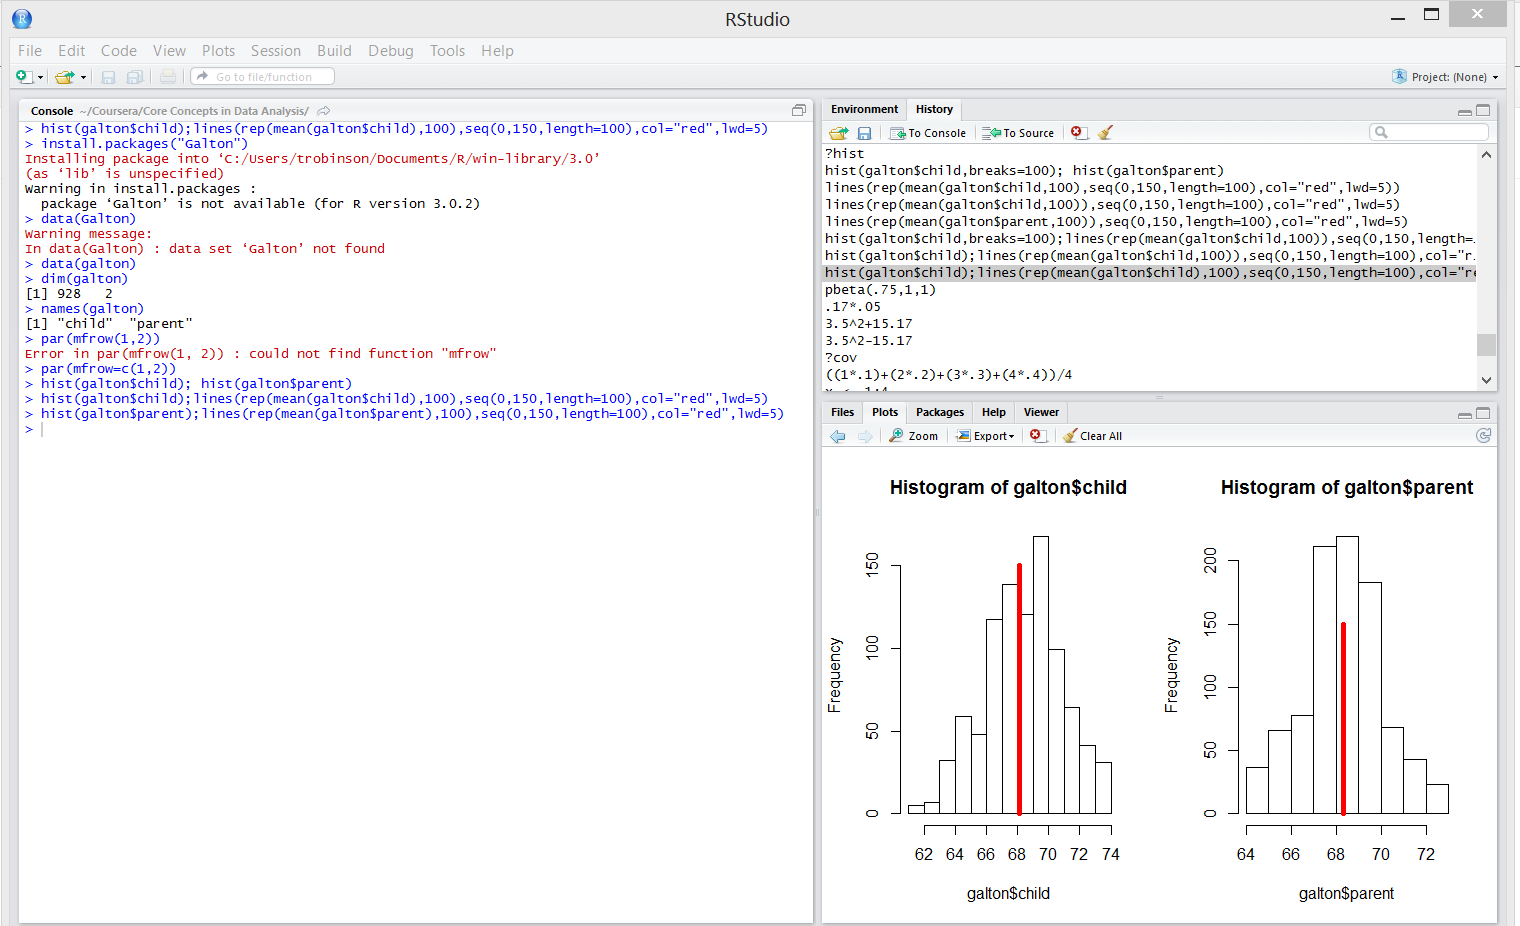 RStudio
File Edit Code View Plots Session Build Debug Tools Help
Go to file/function
Project: (None)
Console ~/Coursera/Core Concepts in Data Analysis/
> hist(galton$child);lines(rep(mean(galton$child),100),seq(0,150,length=100),col="red",lwd=5)
> install.packages("Galton")
Installing package into ‘C:/Users/trobinson/Documents/R/win-library/3.0’
(as ‘lib’ is unspecified)
Warning in install.packages :
package ‘Galton’ is not available (for R version 3.0.2)
> data(Galton)
Warning message:
In data(Galton) : data set ‘Galton’ not found
> data(galton)
> dim(galton)
[1] 928 2
> names(galton)
[1] "child" "parent"
> par(mfrow(1,2))
Error in par(mfrow(1, 2)) : could not find function "mfrow"
> par(mfrow=c(1,2))
> hist(galton$child); hist(galton$parent)
> hist(galton$child);lines(rep(mean(galton$child),100),seq(0,150,length=100),col="red",lwd=5)
> hist(galton$parent);lines(rep(mean(galton$parent),100),seq(0,150,length=100),col="red",lwd=5)
>
Environment History
To Console To Source
?hist
hist(galton$child,breaks=100); hist(galton$parent)
lines(rep(mean(galton$child,100),seq(0,150,length=100),col="red",lwd=5))
lines(rep(mean(galton$child,100)),seq(0,150,length=100),col="red",lwd=5)
lines(rep(mean(galton$parent,100)),seq(0,150,length=100),col="red",lwd=5)
hist(galton$child,breaks=100);lines(rep(mean(galton$child,100)),seq(0,150,length=
hist(galton$child);lines(rep(mean(galton$child,100)),seq(0,150,length=100),col="r
hist(galton$child);lines(rep(mean(galton$child),100),seq(0,150,length=100),col="re
pbeta(.75,1,1)
.17*.05
3.5^2+15.17
3.5^2-15.17
?cov
((1*.1)+(2*.2)+(3*.3)+(4*.4))/4
Files Plots Packages Help Viewer
Zoom Export Clear All
Histogram of galton$child
Frequency
0 50 100 150
62 64 66 68 70 72 74
galton$child
Histogram of galton$parent
Frequency
0 50 100 150 200
64 66 68 70 72
galton$parent